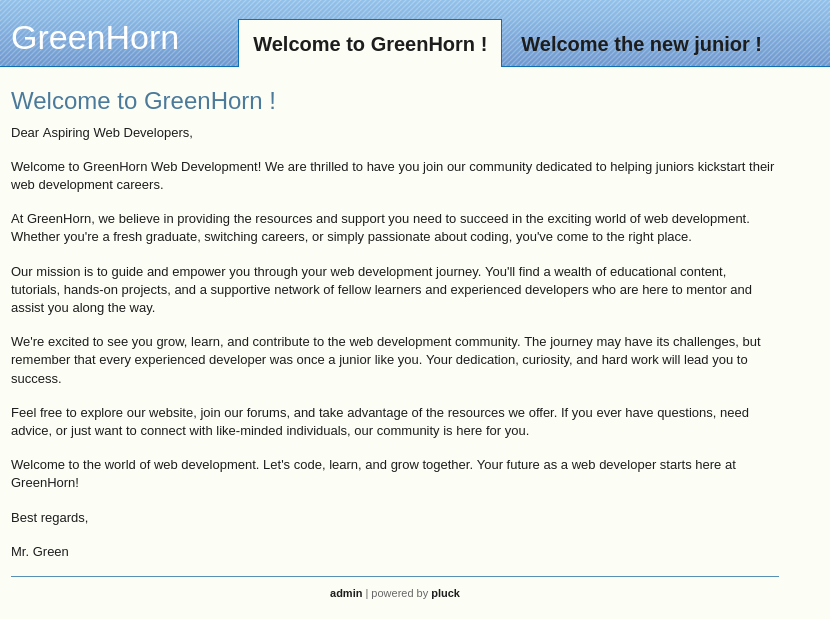 GreenHorn
Welcome to GreenHorn !
Welcome the new junior !
Welcome to GreenHorn !
Dear Aspiring Web Developers,
Welcome to GreenHorn Web Development! We are thrilled to have you join our community dedicated to helping juniors kickstart their
web development careers.
At GreenHorn, we believe in providing the resources and support you need to succeed in the exciting world of web development.
Whether you're a fresh graduate, switching careers, or simply passionate about coding, you've come to the right place.
Our mission is to guide and empower you through your web development journey. You'll find a wealth of educational content,
tutorials, hands-on projects, and a supportive network of fellow learners and experienced developers who are here to mentor and
assist you along the way.
We're excited to see you grow, learn, and contribute to the web development community. The journey may have its challenges, but
remember that every experienced developer was once a junior like you. Your dedication, curiosity, and hard work will lead you to
success.
Feel free to explore our website, join our forums, and take advantage of the resources we offer. If you ever have questions, need
advice, or just want to connect with like-minded individuals, our community is here for you.
Welcome to the world of web development. Let's code, learn, and grow together. Your future as a web developer starts here at
GreenHorn!
Best regards,
Mr. Green
admin | powered by pluck